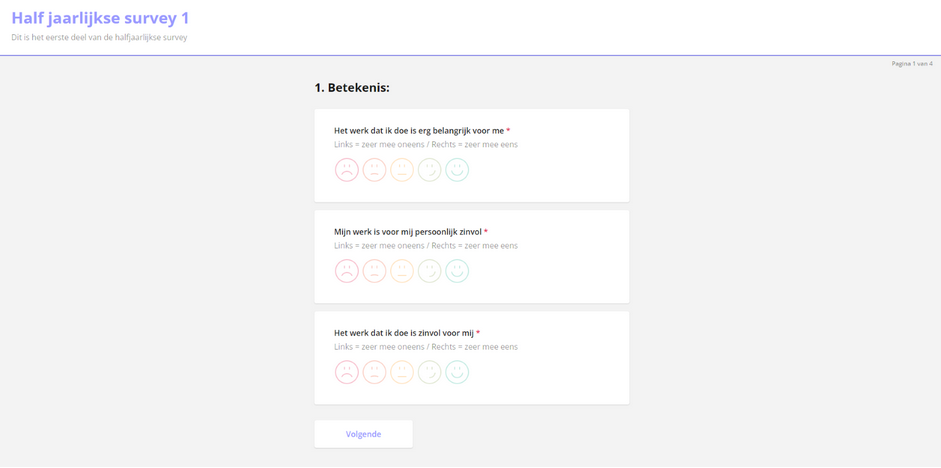 Half jaarlijkse survey 1
Dit is het eerste deel van de halfjaarlijkse survey
Pagina 1 van 4
1. Betekenis:
Het werk dat ik doe is erg belangrijk voor me *
Links = zeer mee oneens / Rechts = zeer mee eens
Mijn werk is voor mij persoonlijk zinvol *
Links = zeer mee oneens / Rechts = zeer mee eens
Het werk dat ik doe is zinvol voor mij *
Links = zeer mee oneens / Rechts = zeer mee eens
Volgende